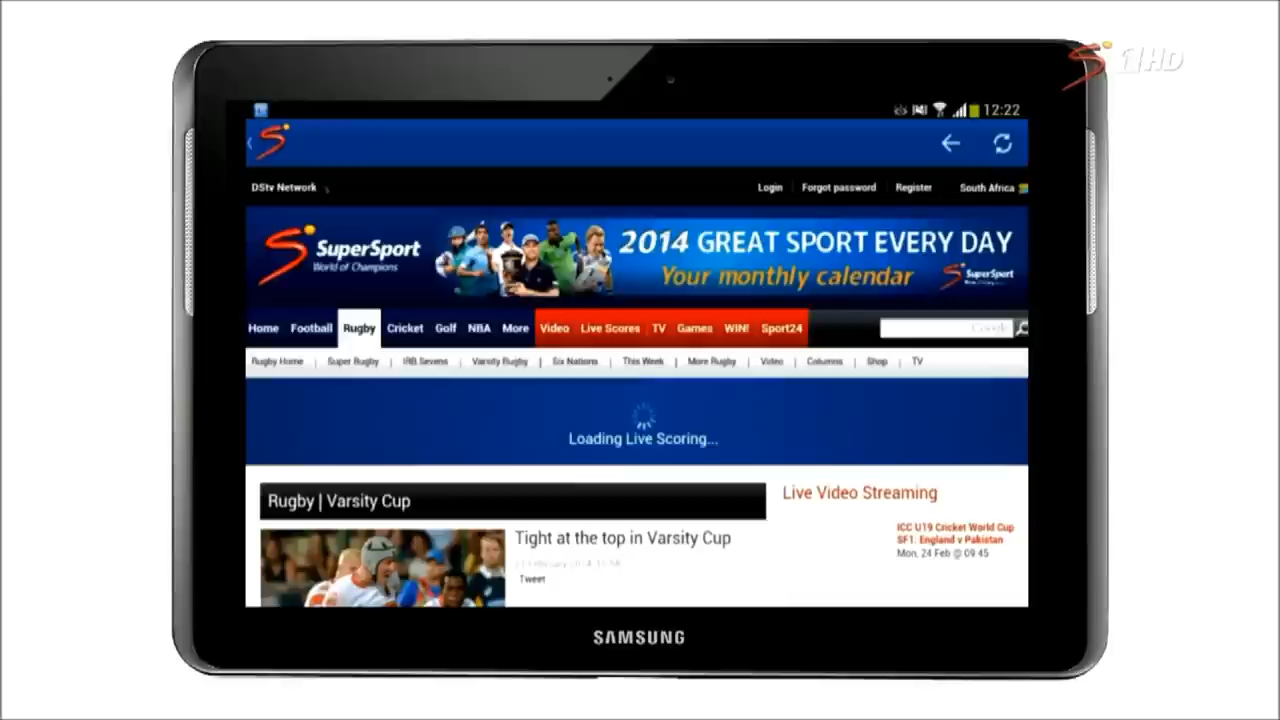 1HD
12:22
DStv Network
Login
Forgot password
Register
South Africa
SuperSport
World of Champions
2014 GREAT SPORT EVERY DAY
Your monthly calendar
SuperSport
Home Football Rugby Cricket Golf NBA More Video Live Scores TV Games WIN! Sport24
Google
Rugby Home | Super Rugby | IRB Sevens | Varsity Rugby | Six Nations | This Week | More Rugby | Video | Columns | Shop | TV
Loading Live Scoring...
Rugby | Varsity Cup
Live Video Streaming
Tight at the top in Varsity Cup
Tweet
ICC U19 Cricket World Cup
SF1: England v Pakistan
Mon, 24 Feb @ 09:45
SAMSUNG